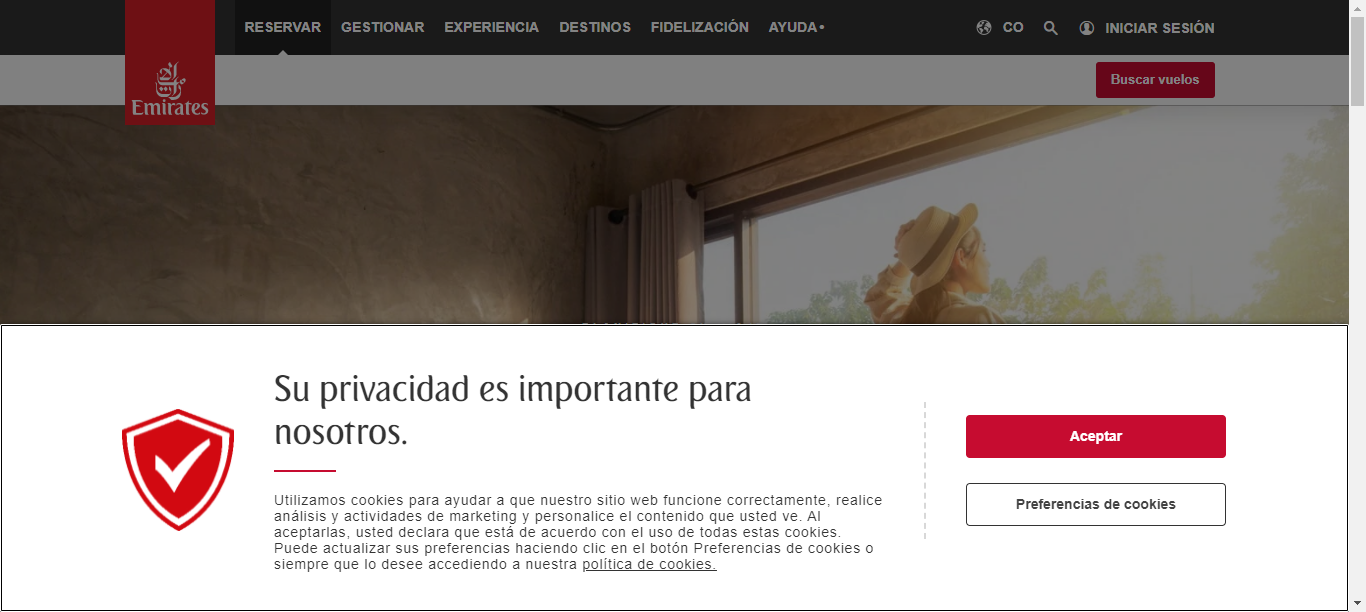 RESERVAR GESTIONAR EXPERIENCIA DESTINOS FIDELIZACIÓN AYUDA• CO INICIAR SESIÓN
Emirates
Buscar vuelos
Su privacidad es importante para
nosotros.
Utilizamos cookies para ayudar a que nuestro sitio web funcione correctamente, realice
análisis y actividades de marketing y personalice el contenido que usted ve. Al
aceptarlas, usted declara que está de acuerdo con el uso de todas estas cookies.
Puede actualizar sus preferencias haciendo clic en el botón Preferencias de cookies o
siempre que lo desee accediendo a nuestra política de cookies.
Aceptar
Preferencias de cookies